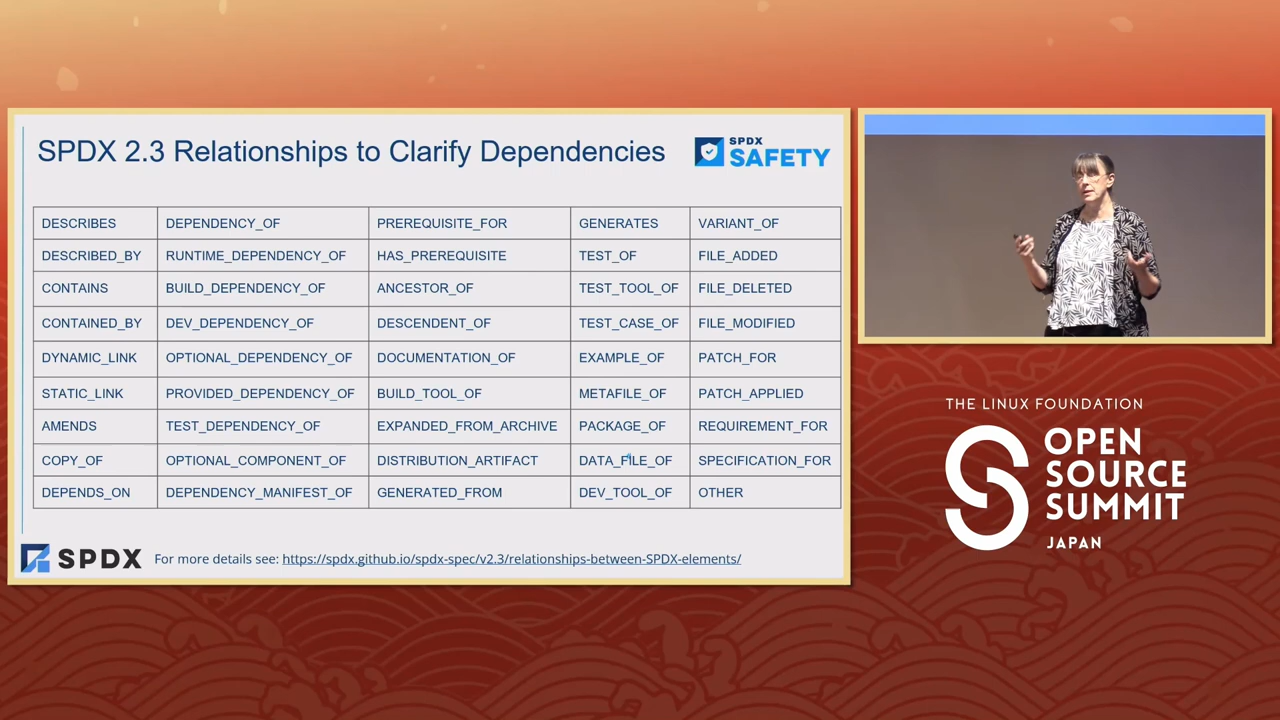 SPDX 2.3 Relationships to Clarify Dependencies
SPDX
SAFETY
DESCRIBES DEPENDENCY_OF PREREQUISITE_FOR GENERATES VARIANT_OF
DESCRIBED_BY RUNTIME_DEPENDENCY_OF HAS_PREREQUISITE TEST_OF FILE_ADDED
CONTAINS BUILD_DEPENDENCY_OF ANCESTOR_OF TEST_TOOL_OF FILE_DELETED
CONTAINED_BY DEV_DEPENDENCY_OF DESCENDENT_OF TEST_CASE_OF FILE_MODIFIED
DYNAMIC_LINK OPTIONAL_DEPENDENCY_OF DOCUMENTATION_OF EXAMPLE_OF PATCH_FOR
STATIC_LINK PROVIDED_DEPENDENCY_OF BUILD_TOOL_OF METAFILE_OF PATCH_APPLIED
AMENDS TEST_DEPENDENCY_OF EXPANDED_FROM_ARCHIVE PACKAGE_OF REQUIREMENT_FOR
COPY_OF OPTIONAL_COMPONENT_OF DISTRIBUTION_ARTIFACT DATA_FILE_OF SPECIFICATION_FOR
DEPENDS_ON DEPENDENCY_MANIFEST_OF GENERATED_FROM DEV_TOOL_OF OTHER
SPDX For more details see: https://spdx.github.io/spdx-spec/v2.3/relationships-between-SPDX-elements/
THE LINUX FOUNDATION
OPEN
SOURCE
SUMMIT
JAPAN